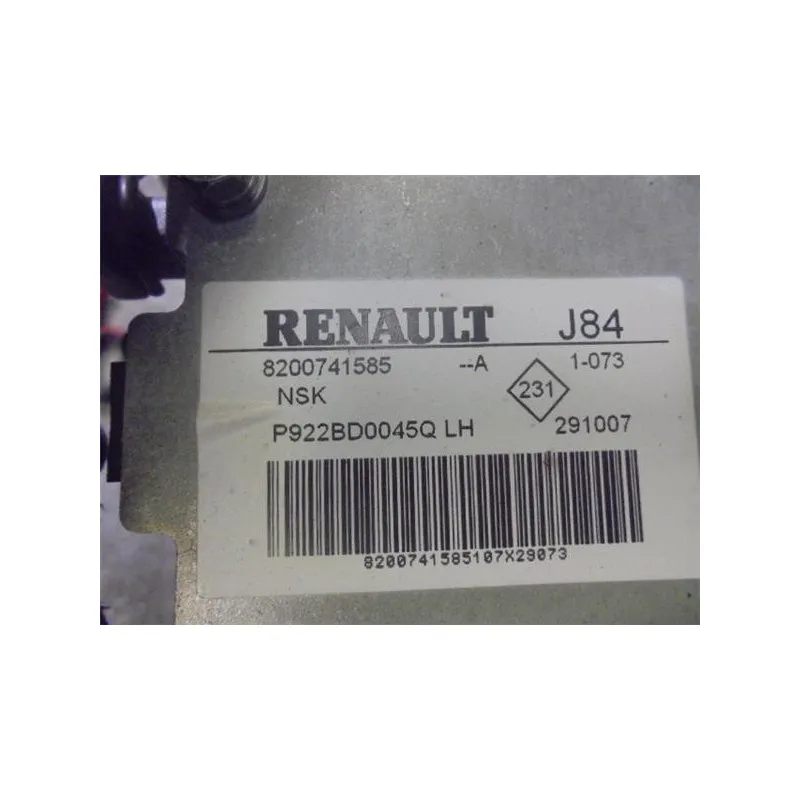 RENAULT J84
8200741585 --A 1-073
NSK 231
P922BD0045Q LH 291007
8200741585107X29073